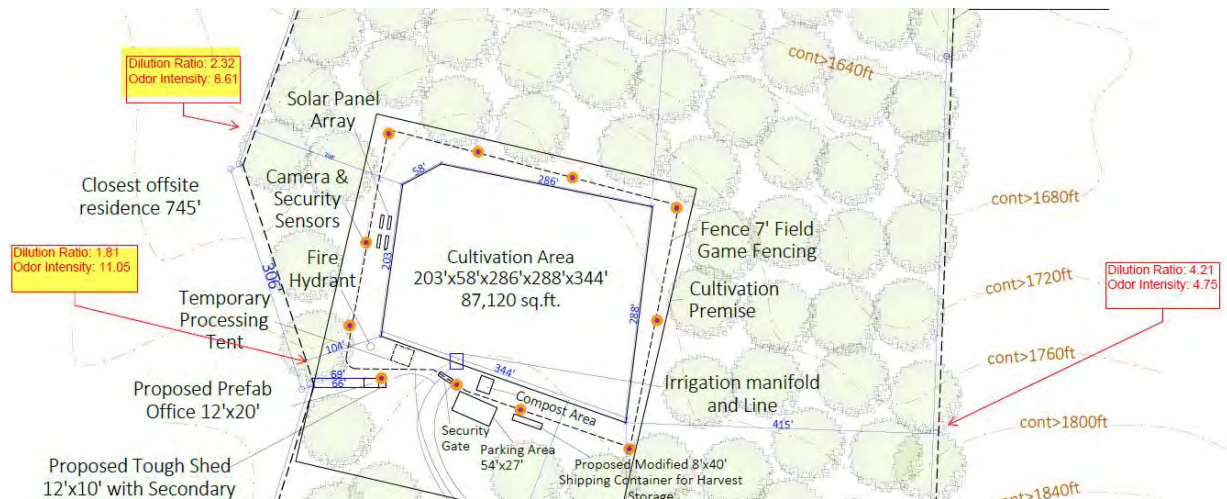 Dilution Ratio: 2.32
Odor Intensity: 8.61
cont>1640ft
Solar Panel
Array
58'
286'
Closest offsite
residence 745'
Camera &
Security
Sensors
cont>1680ft
Fence 7' Field
Game Fencing
Dilution Ratio: 1.81
Odor Intensity: 11.05
306'
Fire
Hydrant
203'
Cultivation Area
203'x58'x286'x288'x344'
87,120 sq.ft.
288'
Cultivation
Premise
cont>1720ft
Dilution Ratio: 4.21
Odor Intensity: 4.75
Temporary
Processing
Tent
104'
cont>1760ft
69'
66'
344'
Proposed Prefab
Office 12'x20'
Irrigation manifold
and Line
Compost Area
415'
cont>1800ft
Security
Gate
Parking Area
54'x27'
Proposed Modified 8'x40'
Shipping Container for Harvest
Storage
Proposed Tough Shed
12'x10' with Secondary
cont>1840ft